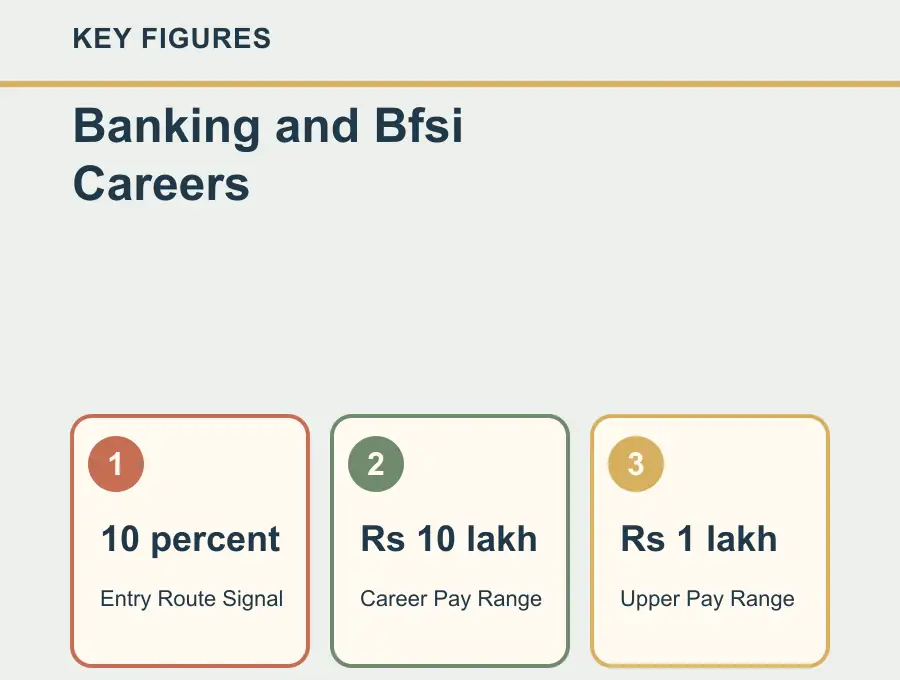 KEY FIGURES
Banking and Bfsi
Careers
1
10 percent
Entry Route Signal
2
Rs 10 lakh
Career Pay Range
3
Rs 1 lakh
Upper Pay Range